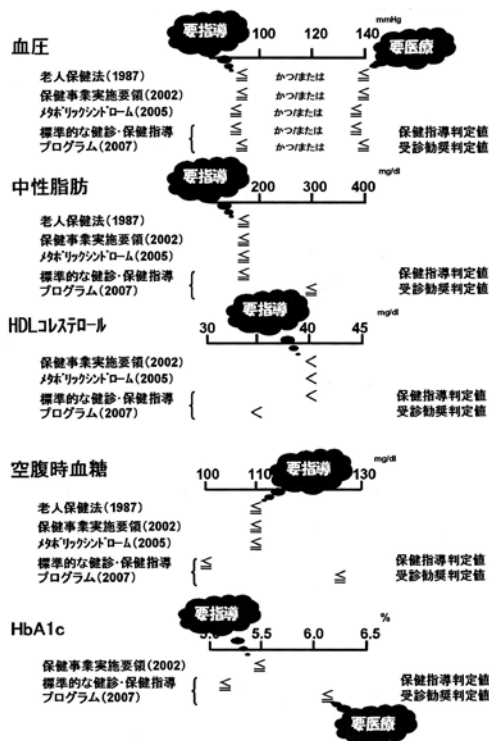 要指導
mmHg
血圧 100 120 140
要医療
老人保健法(1987) ≦ かつ/または ≦
保健事業実施要領(2002) ≦ かつ/または ≦
メタボリックシンドローム(2005) ≦ かつ/または ≦
標準的な健診・保健指導 ≦ かつ/または ≦ 保健指導判定値
プログラム(2007) ≦ かつ/または ≦ 受診勧奨判定値
要指導
中性脂肪 200 300 400 mg/dl
老人保健法(1987) ≦
保健事業実施要領(2002) ≦
メタボリックシンドローム(2005) ≦
標準的な健診・保健指導 ≦ 保健指導判定値
プログラム(2007) ≦ 受診勧奨判定値
要指導
HDLコレステロール 30 40 45 mg/dl
保健事業実施要領(2002) <
メタボリックシンドローム(2005) <
標準的な健診・保健指導 < 保健指導判定値
プログラム(2007) < 受診勧奨判定値
空腹時血糖 100 110 要指導 130 mg/dl
老人保健法(1987) ≦
保健事業実施要領(2002) ≦
メタボリックシンドローム(2005) ≦
標準的な健診・保健指導 ≦ 保健指導判定値
プログラム(2007) ≦ 受診勧奨判定値
要指導
HbA1c 5.0 5.5 6.0 6.5 %
保健事業実施要領(2002) ≦
標準的な健診・保健指導 ≦ 保健指導判定値
プログラム(2007) ≦ 受診勧奨判定値
要医療